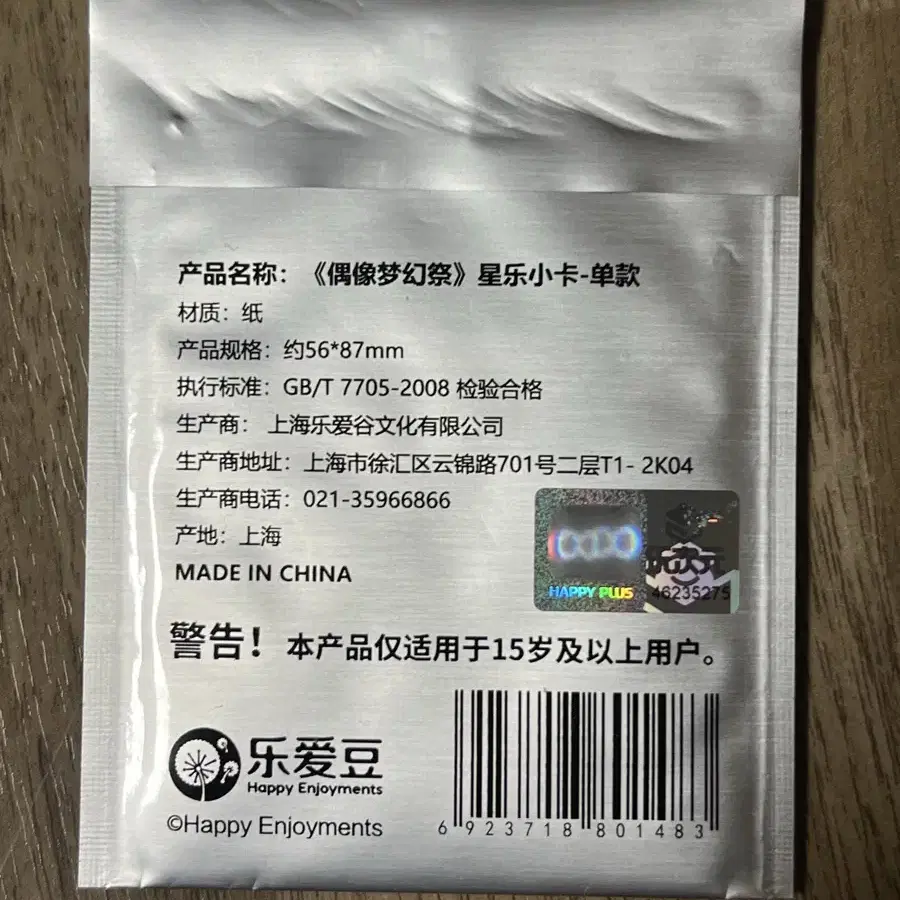 产品名称：《偶像梦幻祭》星乐小卡-单款
材质：纸
产品规格：约56*87mm
执行标准：GB/T 7705-2008 检验合格
生产商： 上海乐爱谷文化有限公司
生产商地址：上海市徐汇区云锦路701号二层T1- 2K04
生产商电话：021-35966866
产地：上海
MADE IN CHINA
HAPPY PLUS
次元
46235275
警告！本产品仅适用于15岁及以上用户。
乐爱豆
Happy Enjoyments
©Happy Enjoyments
6 923718 801483